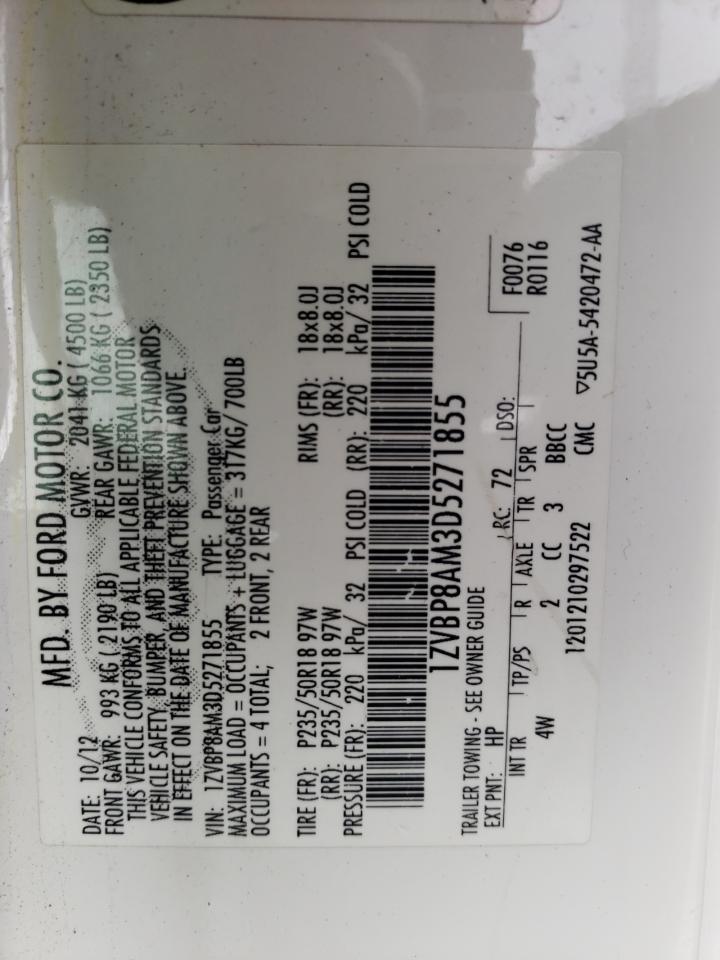 MFD. BY FORD MOTOR CO.
DATE: 10/12 GVWR: 2041 KG ( 4500 LB)
FRONT GAWR: 993 KG ( 2190 LB) REAR GAWR: 1066 KG ( 2350 LB)
THIS VEHICLE CONFORMS TO ALL APPLICABLE FEDERAL MOTOR
VEHICLE SAFETY, BUMPER, AND THEFT PREVENTION STANDARDS
IN EFFECT ON THE DATE OF MANUFACTURE SHOWN ABOVE.
VIN: 1ZVBP8AM3D5271855 TYPE: Passenger Car
MAXIMUM LOAD = OCCUPANTS + LUGGAGE = 317KG/ 700LB
OCCUPANTS = 4 TOTAL; 2 FRONT, 2 REAR
TIRE (FR): P235/50R18 97W RIMS (FR): 18x8.0J
(RR): P235/50R18 97W (RR): 18x8.0J
PRESSURE (FR): 220 kPa/ 32 PSI COLD (RR): 220 kPa/ 32 PSI COLD
1ZVBP8AM3D5271855
TRAILER TOWING - SEE OWNER GUIDE
EXT PNT: HP RC: 72 DSO: F0076
INT TR TP/PS R AXLE TR SPR R0116
4W 2 CC 3 BBCC
1201210297522 CMC ▽5U5A-5420472-AA